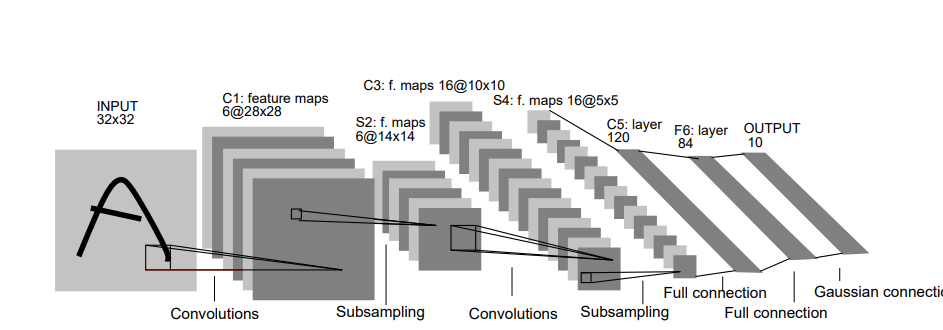 INPUT
32x32
C1: feature maps
6@28x28
S2: f. maps
6@14x14
C3: f. maps 16@10x10
S4: f. maps 16@5x5
C5: layer
120
F6: layer
84
OUTPUT
10
A
Convolutions
Subsampling
Convolutions
Subsampling
Full connection
Full connection
Gaussian connectio